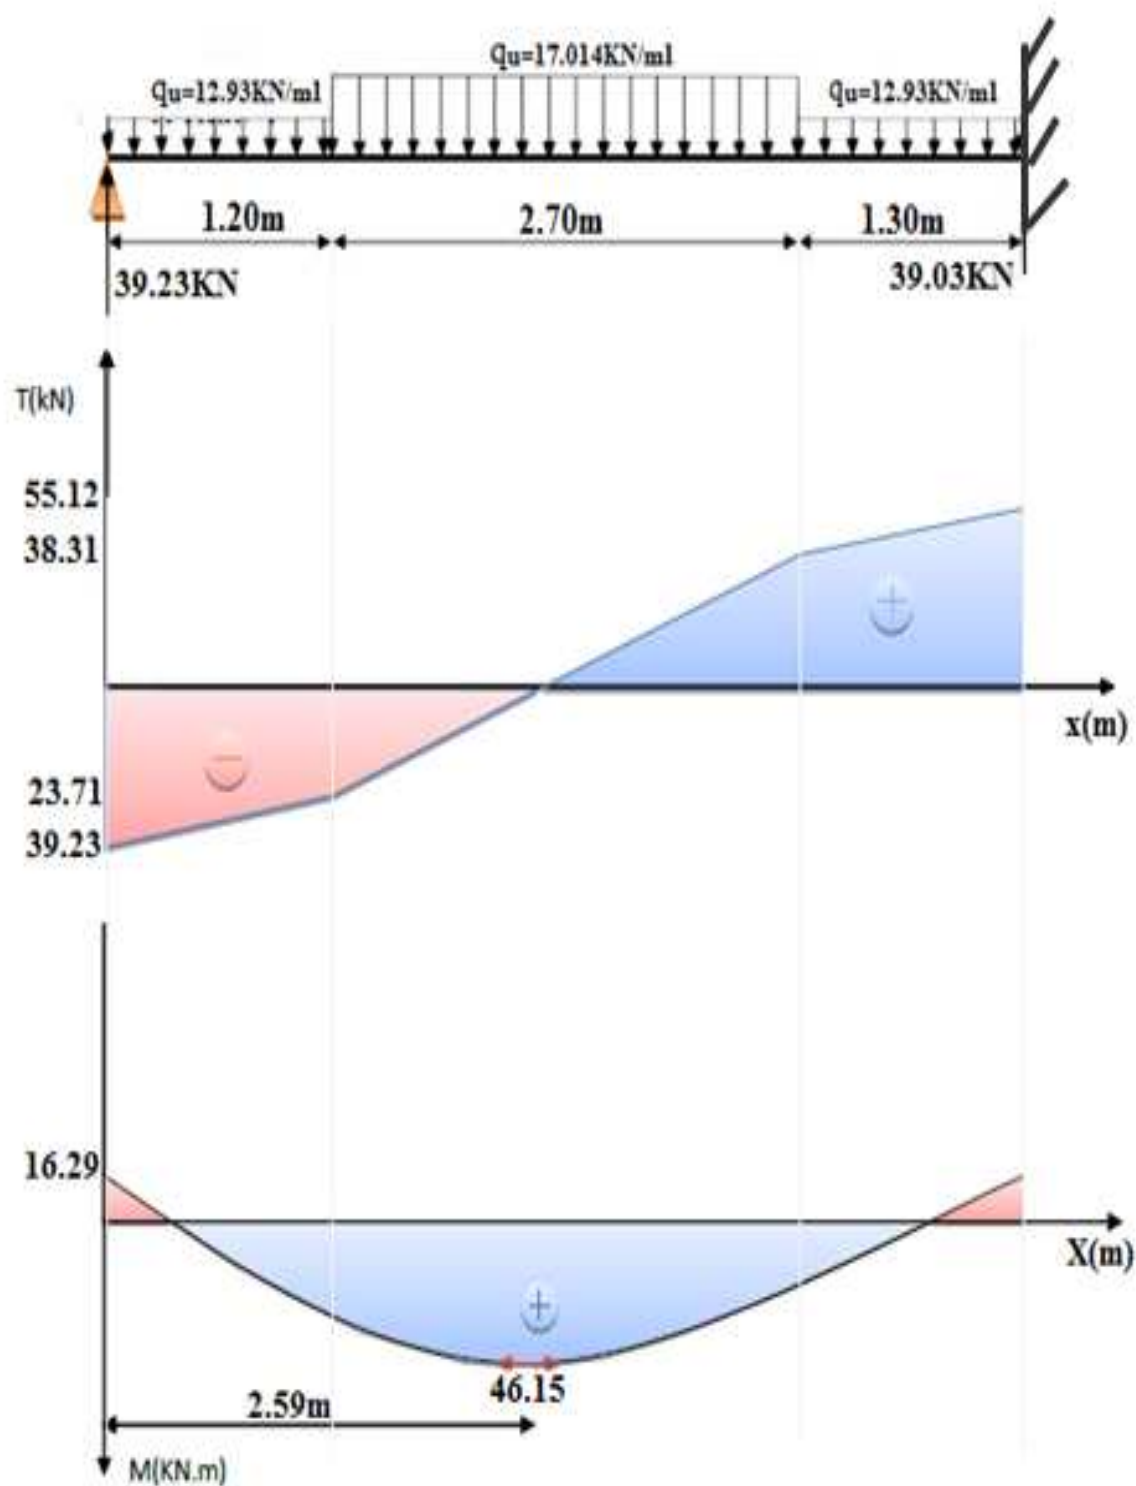 qu=17.014KN/ml
qu=12.93KN/ml
qu=12.93KN/ml
1.20m
2.70m
1.30m
39.23KN
39.03KN
T(kN)
55.12
38.31
+
x(m)
−
23.71
39.23
16.29
X(m)
+
46.15
2.59m
M(KN.m)